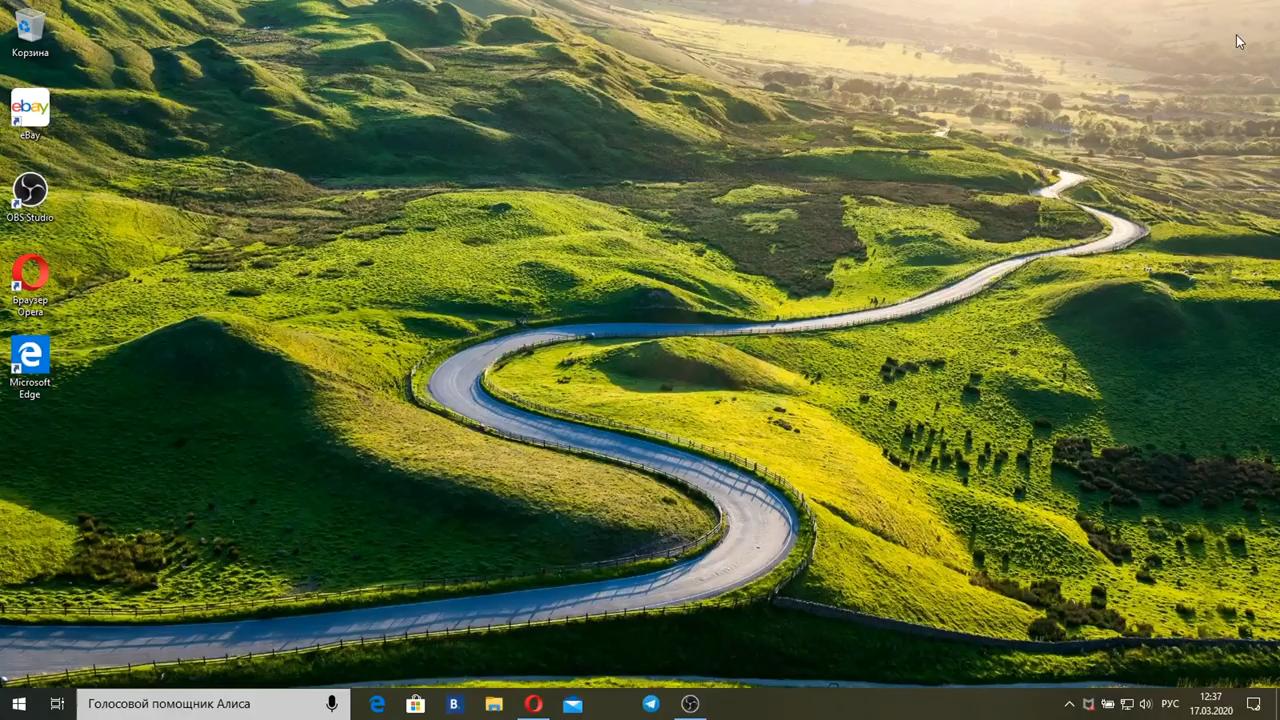 Корзина
ebay
eBay
OBS Studio
Браузер
Opera
Microsoft
Edge
Голосовой помощник Алиса
B
РУС
12:37
17.03.2020